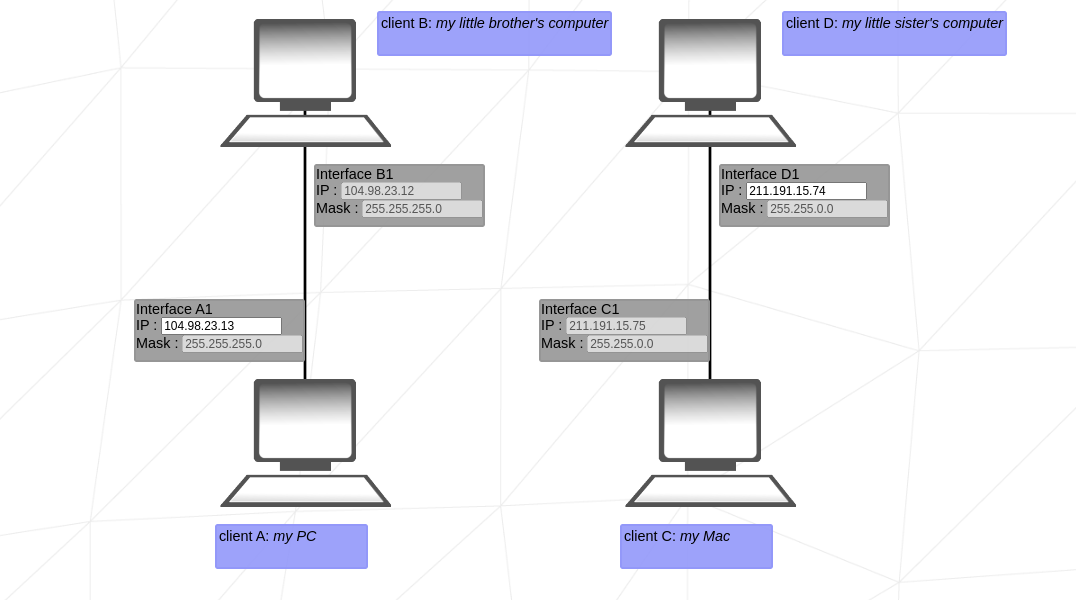 client B: my little brother's computer
client D: my little sister's computer
Interface B1
IP : 104.98.23.12
Mask : 255.255.255.0
Interface D1
IP : 211.191.15.74
Mask : 255.255.0.0
Interface A1
IP : 104.98.23.13
Mask : 255.255.255.0
Interface C1
IP : 211.191.15.75
Mask : 255.255.0.0
client A: my PC
client C: my Mac